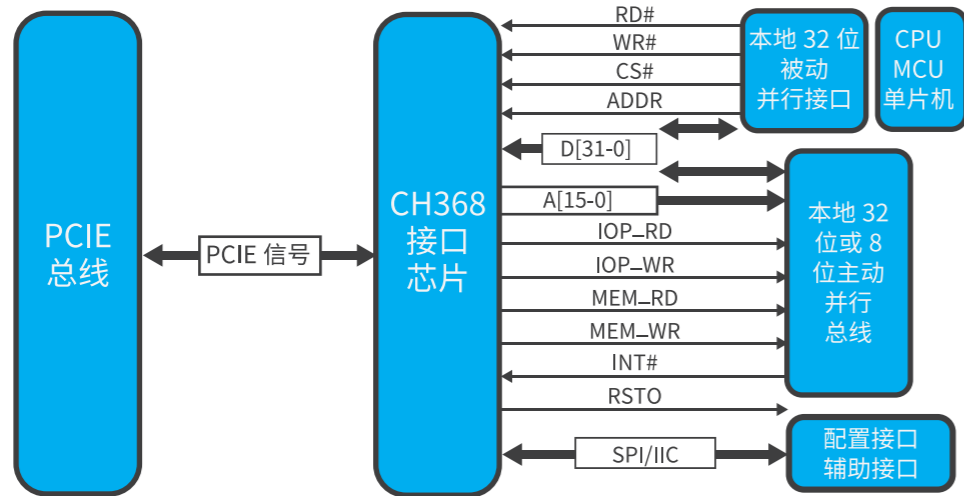 PCIE
总线
PCIE 信号
CH368
接口
芯片
RD#
WR#
CS#
ADDR
D[31-0]
A[15-0]
IOP_RD
IOP_WR
MEM_RD
MEM_WR
INT#
RSTO
SPI/IIC
本地 32 位
被动
并行接口
CPU
MCU
单片机
本地 32
位或 8
位主动
并行
总线
配置接口
辅助接口